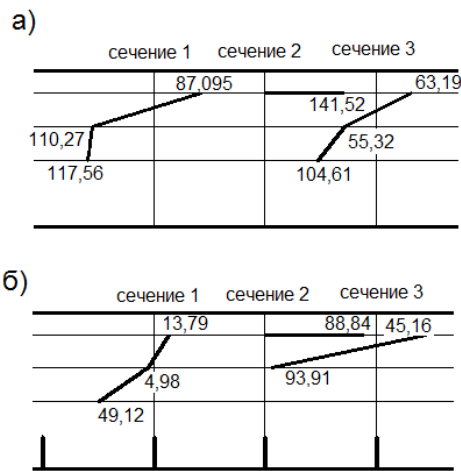 а)
сечение 1 сечение 2 сечение 3
87,095 63,19
141,52
110,27 55,32
117,56 104,61
б)
сечение 1 сечение 2 сечение 3
13,79 88,84 45,16
4,98 93,91
49,12